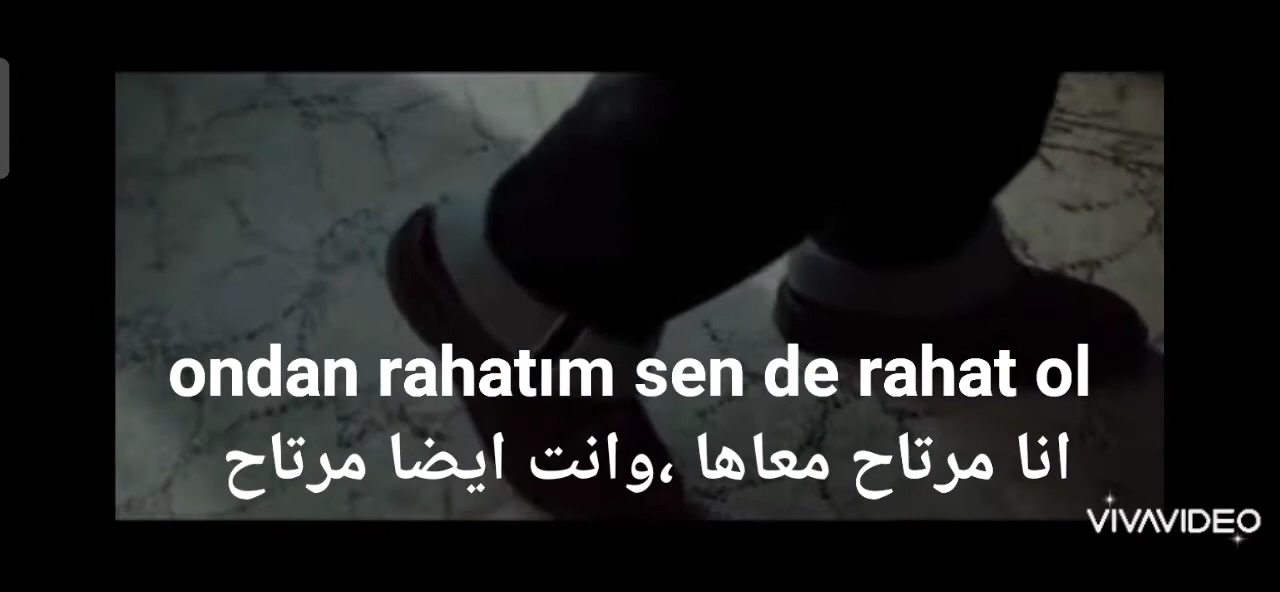 ondan rahatım sen de rahat ol
انا مرتاح معاها ،وانت ايضا مرتاح
VIVAVIDEO